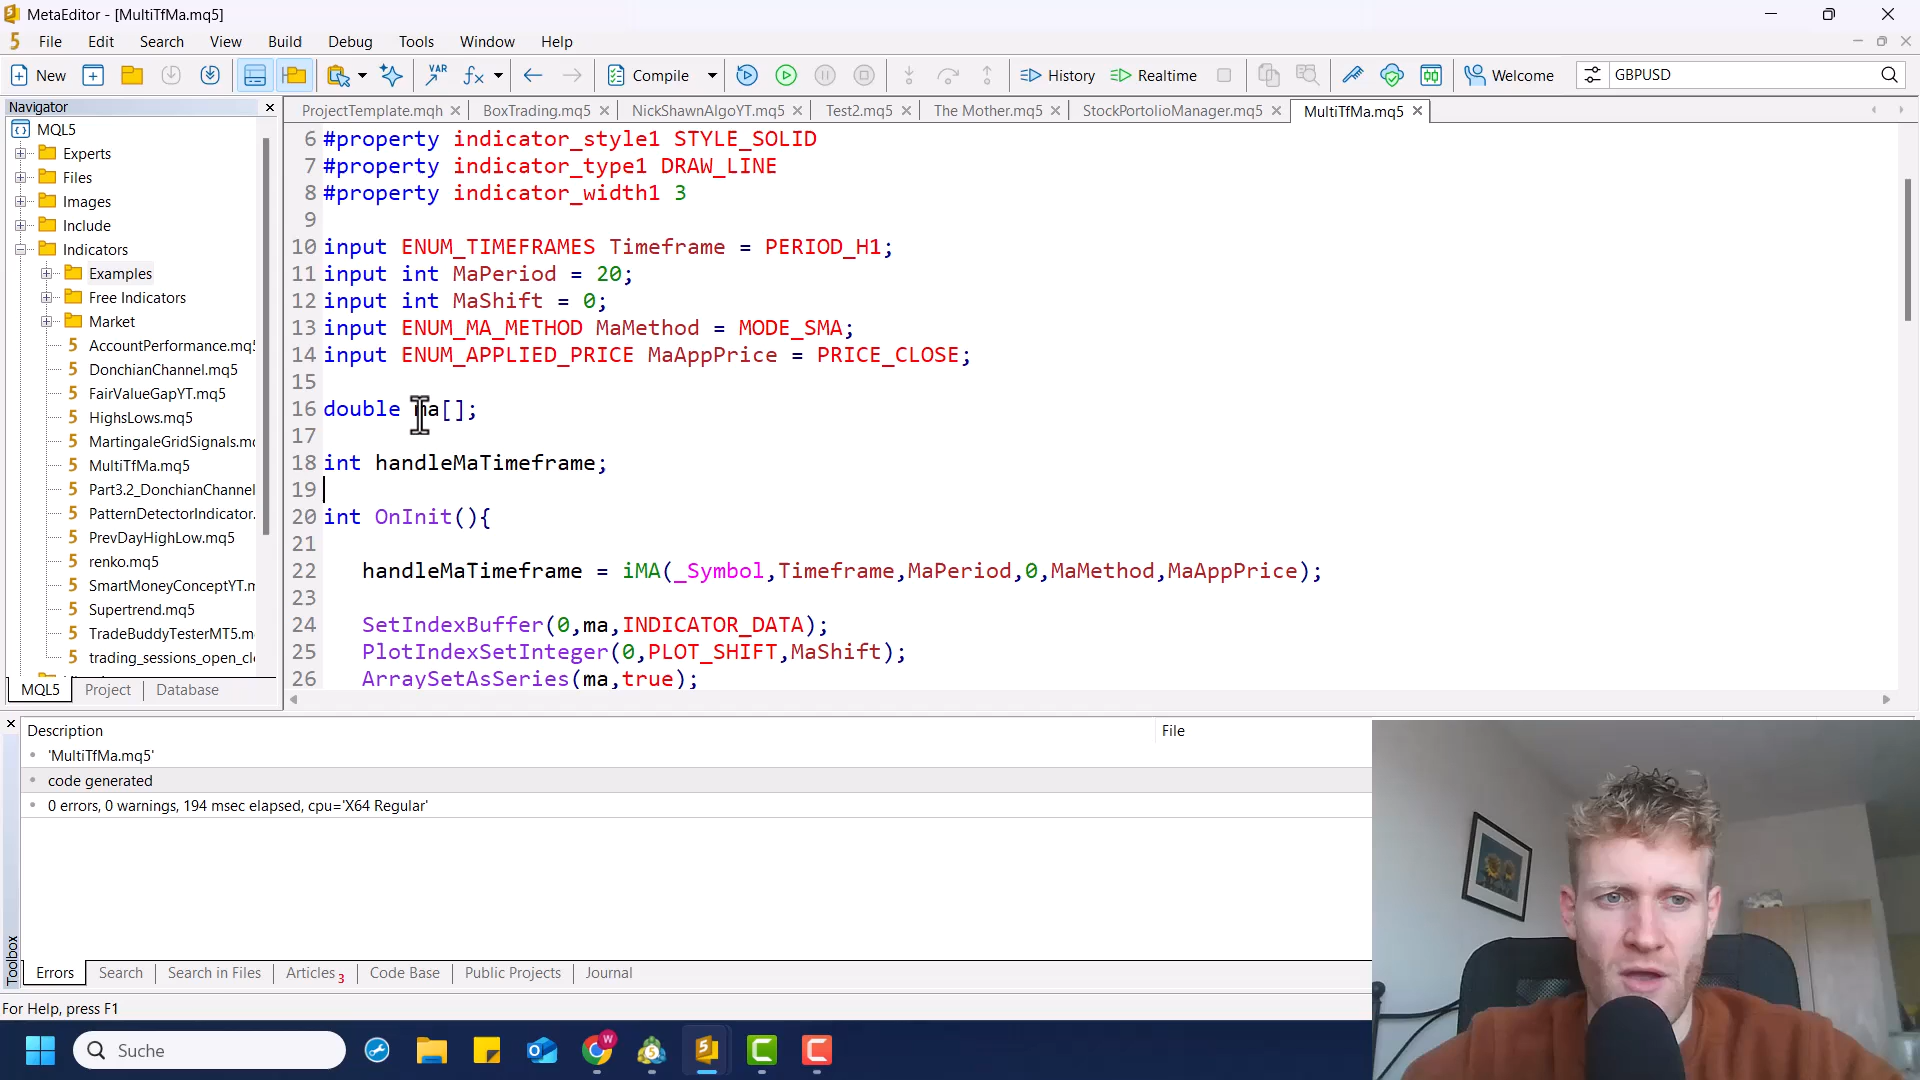 MetaEditor - [MultiTfMa.mq5]
File Edit Search View Build Debug Tools Window Help
New VAR fx Compile History Realtime Welcome GBPUSD
Navigator
ProjectTemplate.mqh BoxTrading.mq5 NickShawnAlgoYT.mq5 Test2.mq5 The Mother.mq5 StockPortolioManager.mq5 MultiTfMa.mq5
MQL5
Experts
Files
Images
Include
Indicators
Examples
Free Indicators
Market
AccountPerformance.mq5
DonchianChannel.mq5
FairValueGapYT.mq5
HighsLows.mq5
MartingaleGridSignals.mq
MultiTfMa.mq5
Part3.2_DonchianChannel
PatternDetectorIndicator.
PrevDayHighLow.mq5
renko.mq5
SmartMoneyConceptYT.m
Supertrend.mq5
TradeBuddyTesterMT5.m
trading_sessions_open_cl
MQL5 Project Database
6 #property indicator_style1 STYLE_SOLID
7 #property indicator_type1 DRAW_LINE
8 #property indicator_width1 3
9
10 input ENUM_TIMEFRAMES Timeframe = PERIOD_H1;
11 input int MaPeriod = 20;
12 input int MaShift = 0;
13 input ENUM_MA_METHOD MaMethod = MODE_SMA;
14 input ENUM_APPLIED_PRICE MaAppPrice = PRICE_CLOSE;
15
16 double ma[];
17
18 int handleMaTimeframe;
19
20 int OnInit(){
21
22 handleMaTimeframe = iMA(_Symbol,Timeframe,MaPeriod,0,MaMethod,MaAppPrice);
23
24 SetIndexBuffer(0,ma,INDICATOR_DATA);
25 PlotIndexSetInteger(0,PLOT_SHIFT,MaShift);
26 ArraySetAsSeries(ma,true);
Description File
'MultiTfMa.mq5'
code generated
0 errors, 0 warnings, 194 msec elapsed, cpu='X64 Regular'
Toolbox
Errors Search Search in Files Articles 3 Code Base Public Projects Journal
For Help, press F1
Suche